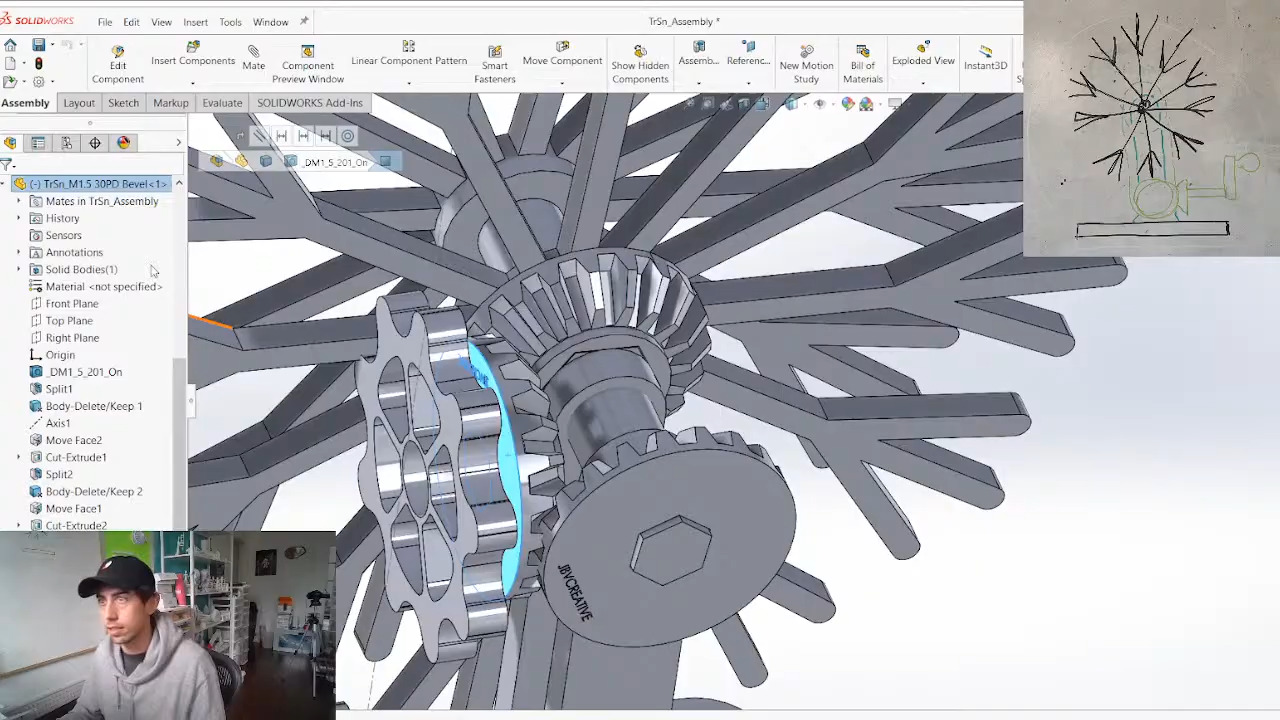 SOLIDWORKS File Edit View Insert Tools Window TrSn_Assembly *
Edit Component
Insert Components
Mate
Component Preview Window
Linear Component Pattern
Smart Fasteners
Move Component
Show Hidden Components
Assemb...
Referenc...
New Motion Study
Bill of Materials
Exploded View
Instant3D
Assembly Layout Sketch Markup Evaluate SOLIDWORKS Add-Ins
_DM1_5_201_On
(-) TrSn_M1.5 30PD Bevel<1>
Mates in TrSn_Assembly
History
Sensors
Annotations
Solid Bodies(1)
Material <not specified>
Front Plane
Top Plane
Right Plane
Origin
_DM1_5_201_On
Split1
Body-Delete/Keep 1
Axis1
Move Face2
Cut-Extrude1
Split2
Body-Delete/Keep 2
Move Face1
Cut-Extrude2
JBVCREATIVE